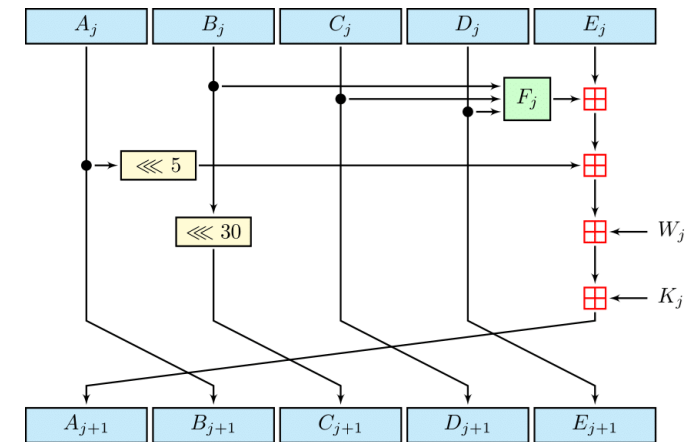 A_j B_j C_j D_j E_j
F_j
⋘ 5
⋘ 30 W_j
K_j
A_{j+1} B_{j+1} C_{j+1} D_{j+1} E_{j+1}